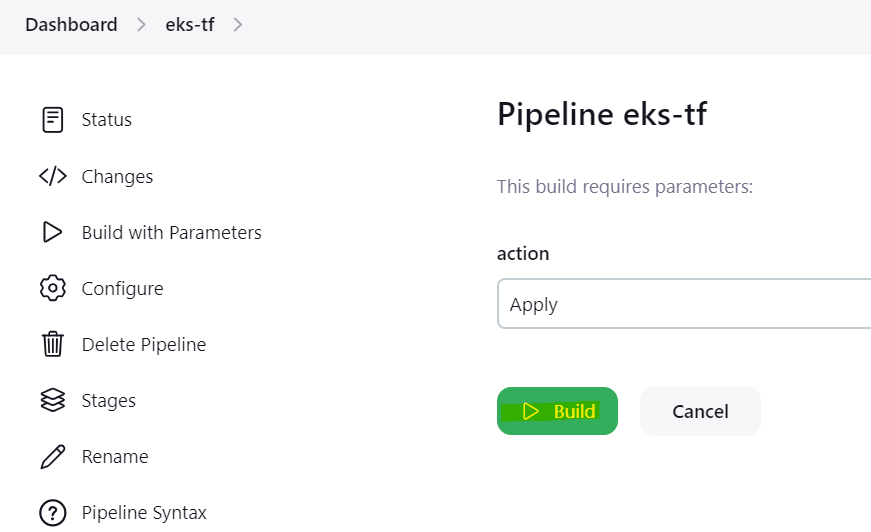 Dashboard > eks-tf >
Status
Changes
Build with Parameters
Configure
Delete Pipeline
Stages
Rename
Pipeline Syntax
Pipeline eks-tf
This build requires parameters:
action
Apply
Build
Cancel